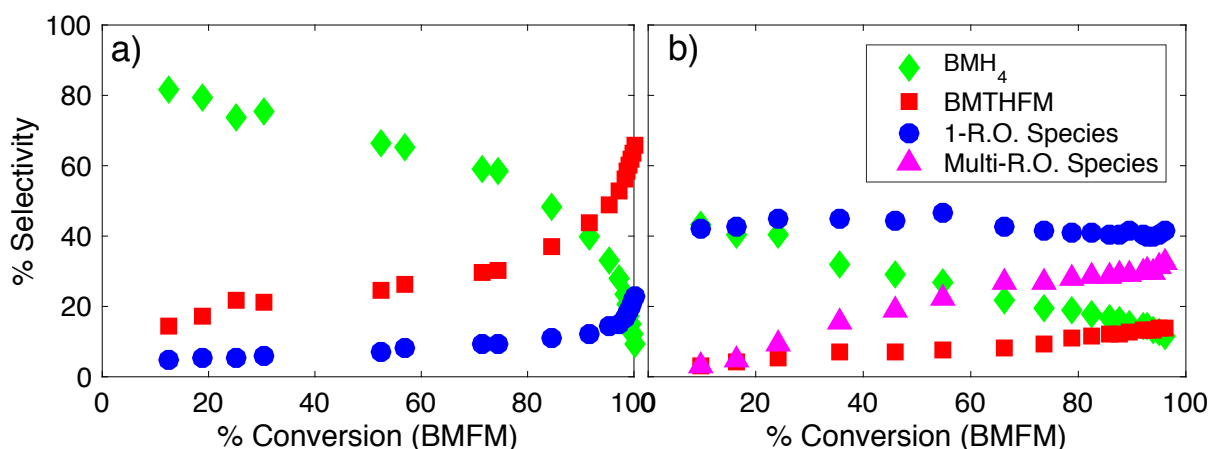 100
80
60
40
20
0
% Selectivity
a)
0
20
40
60
80
100
% Conversion (BMFM)
b)
BMH4
BMTHFM
1-R.O. Species
Multi-R.O. Species
0
20
40
60
80
100
% Conversion (BMFM)